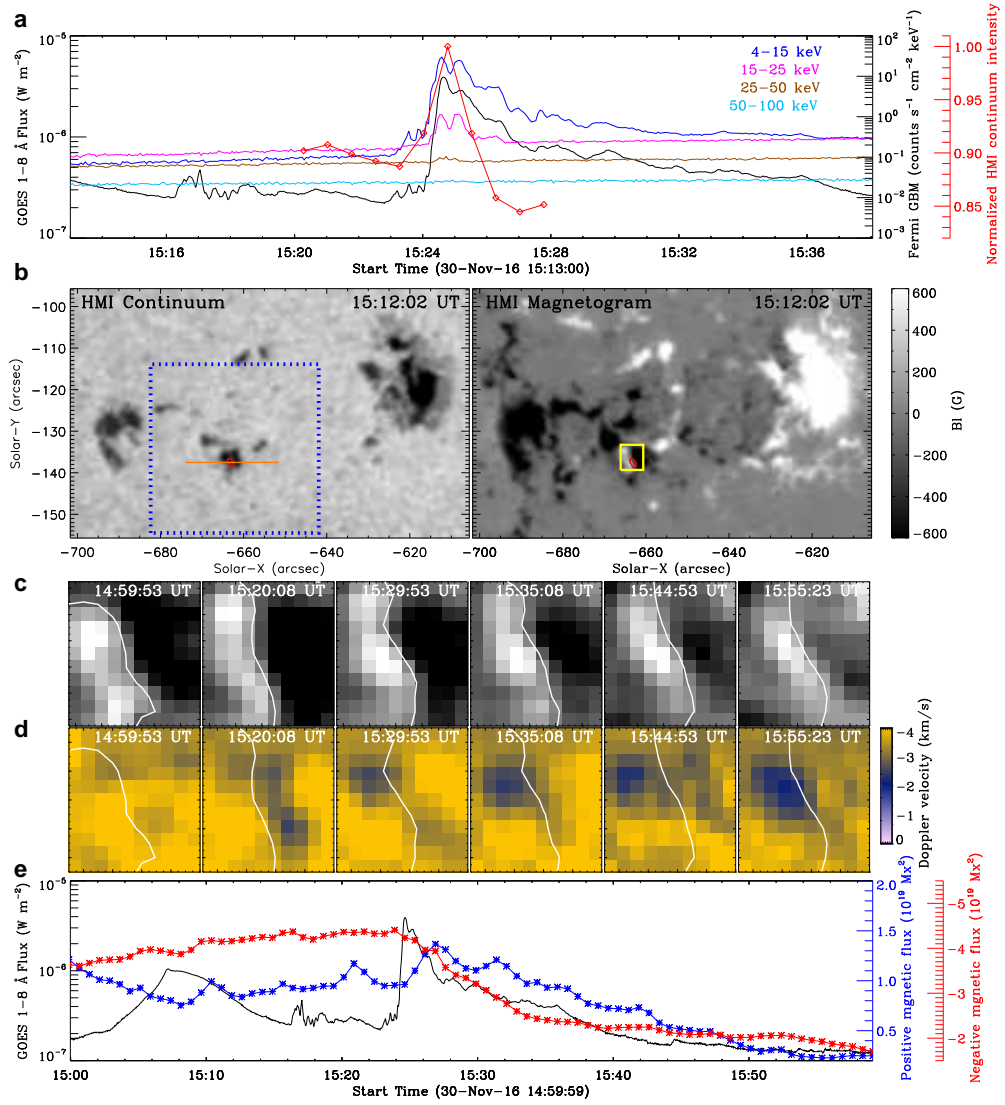 a
10⁻⁵
10⁻⁶
10⁻⁷
GOES 1−8 Å Flux (W m⁻²)
4−15 keV
15−25 keV
25−50 keV
50−100 keV
10²
10¹
10⁰
10⁻¹
10⁻²
10⁻³
Fermi GBM (counts s⁻¹ cm⁻² keV⁻¹)
1.00
0.95
0.90
0.85
Normalized HMI continuum intensity
15:16 15:20 15:24 15:28 15:32 15:36
Start Time (30-Nov-16 15:13:00)
b
HMI Continuum 15:12:02 UT
HMI Magnetogram 15:12:02 UT
−100
−110
−120
−130
−140
−150
Solar-Y (arcsec)
−700 −680 −660 −640 −620
Solar-X (arcsec)
−700 −680 −660 −640 −620
Solar-X (arcsec)
600
400
200
0
−200
−400
−600
Bl (G)
c
14:59:53 UT 15:20:08 UT 15:29:53 UT 15:35:08 UT 15:44:53 UT 15:55:23 UT
d
14:59:53 UT 15:20:08 UT 15:29:53 UT 15:35:08 UT 15:44:53 UT 15:55:23 UT
−4
−3
−2
−1
0
Doppler velocity (km/s)
e
10⁻⁵
10⁻⁶
10⁻⁷
GOES 1−8 Å Flux (W m⁻²)
2.0
1.5
1.0
0.5
Positive mgnetic flux (10¹⁹ Mx²)
−5
−4
−3
−2
Negative mgnetic flux (10¹⁹ Mx²)
15:00 15:10 15:20 15:30 15:40 15:50
Start Time (30-Nov-16 14:59:59)